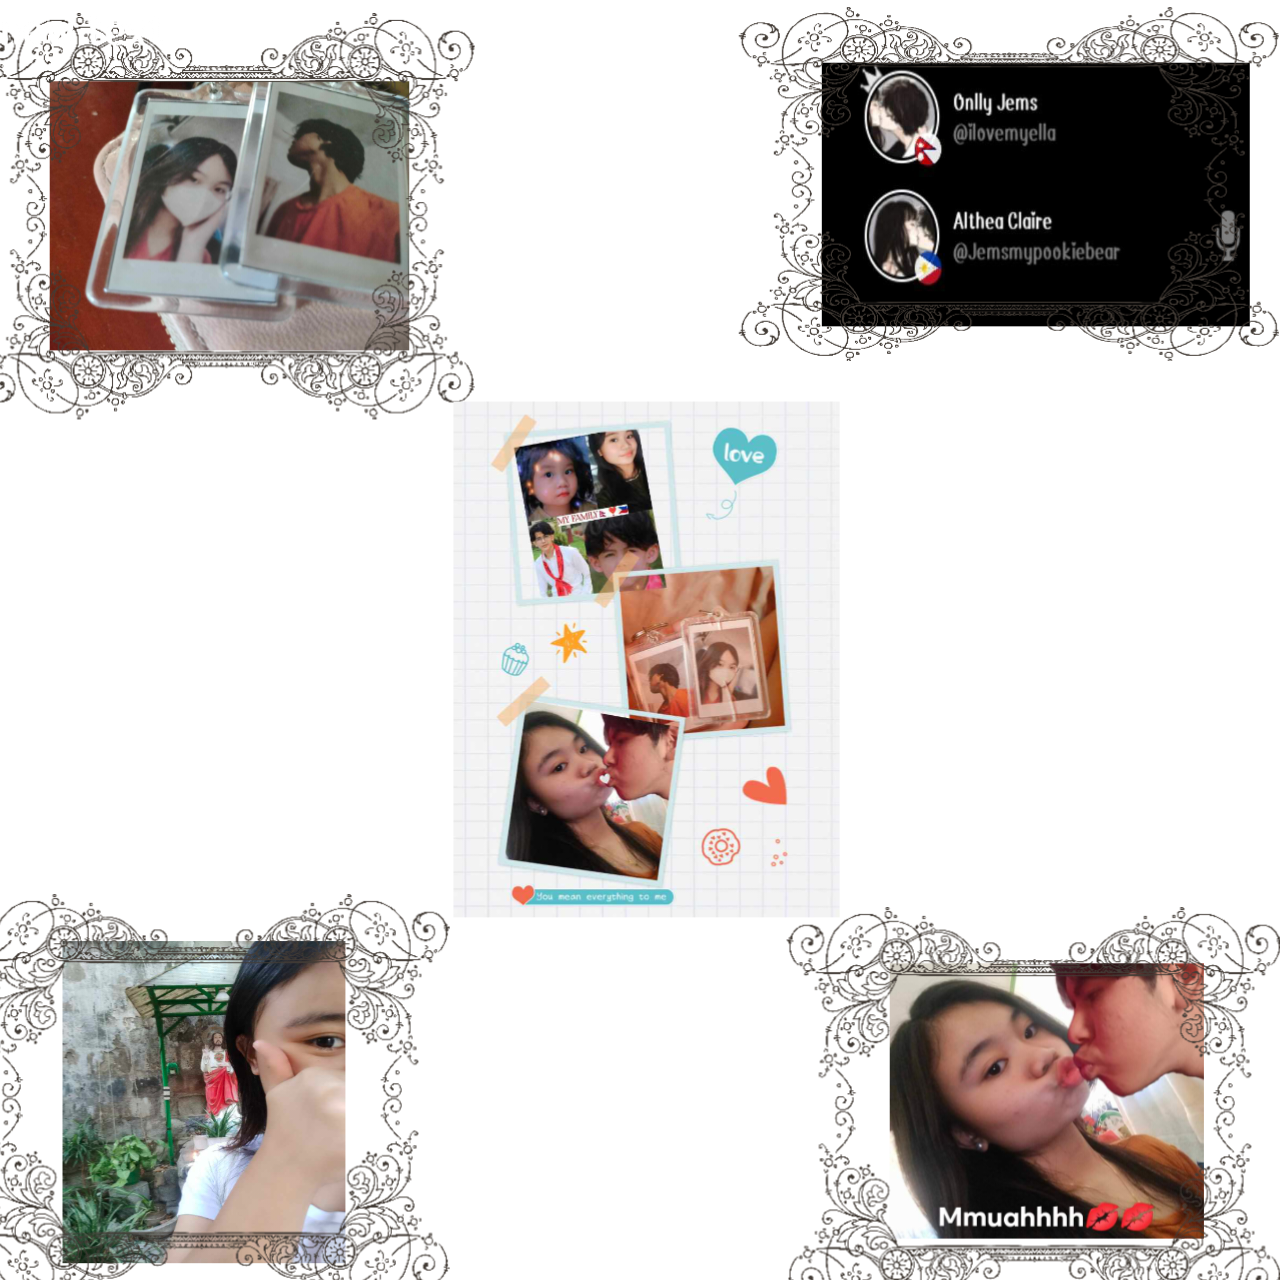 Onlly Jems
@ilovemyella
Althea Claire
@Jemsmypookiebear
love
MY FAMILY
You mean everything to me
Mmuahhhh